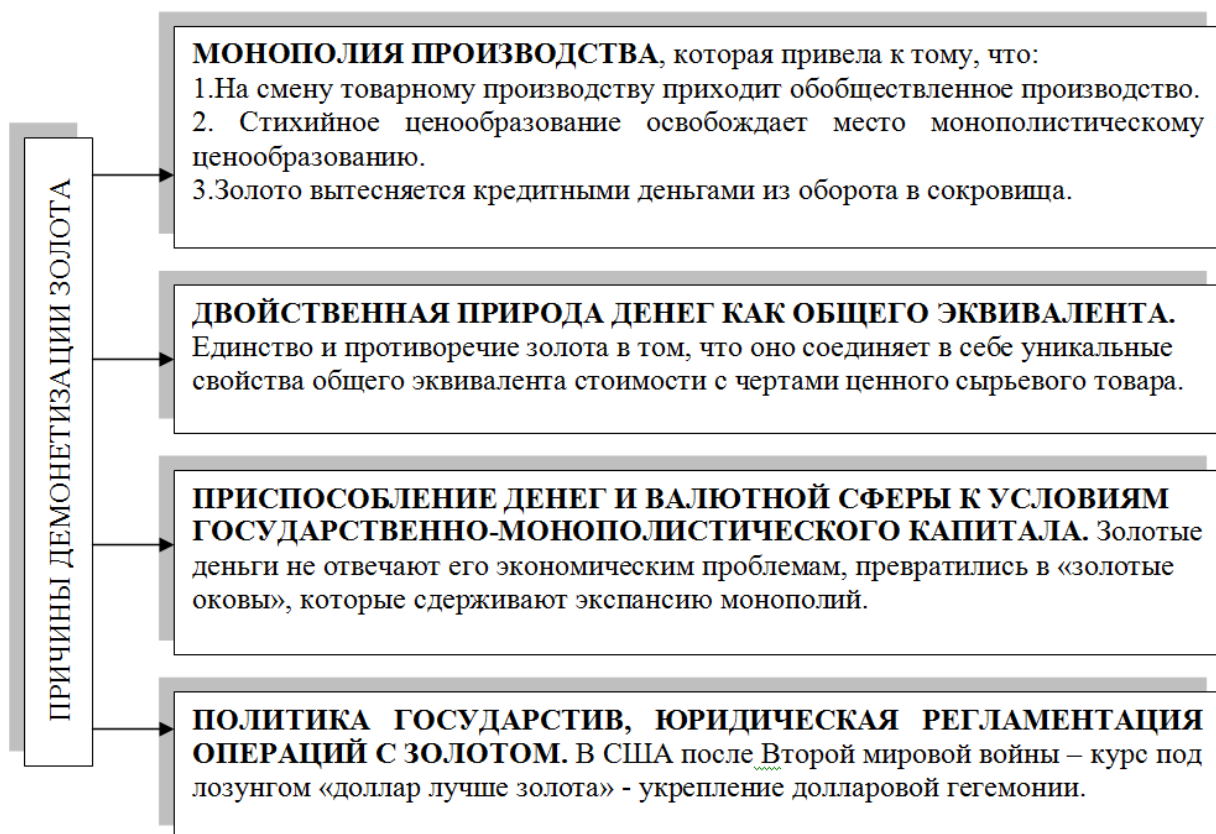 ПРИЧИНЫ ДЕМОНЕТИЗАЦИИ ЗОЛОТА
МОНОПОЛИЯ ПРОИЗВОДСТВА, которая привела к тому, что:
1.На смену товарному производству приходит обобществленное производство.
2. Стихийное ценообразование освобождает место монополистическому
ценообразованию.
3.Золото вытесняется кредитными деньгами из оборота в сокровища.
ДВОЙСТВЕННАЯ ПРИРОДА ДЕНЕГ КАК ОБЩЕГО ЭКВИВАЛЕНТА.
Единство и противоречие золота в том, что оно соединяет в себе уникальные
свойства общего эквивалента стоимости с чертами ценного сырьевого товара.
ПРИСПОСОБЛЕНИЕ ДЕНЕГ И ВАЛЮТНОЙ СФЕРЫ К УСЛОВИЯМ
ГОСУДАРСТВЕННО-МОНОПОЛИСТИЧЕСКОГО КАПИТАЛА. Золотые
деньги не отвечают его экономическим проблемам, превратились в «золотые
оковы», которые сдерживают экспансию монополий.
ПОЛИТИКА ГОСУДАРСТИВ, ЮРИДИЧЕСКАЯ РЕГЛАМЕНТАЦИЯ
ОПЕРАЦИЙ С ЗОЛОТОМ. В США после Второй мировой войны – курс под
лозунгом «доллар лучше золота» - укрепление долларовой гегемонии.